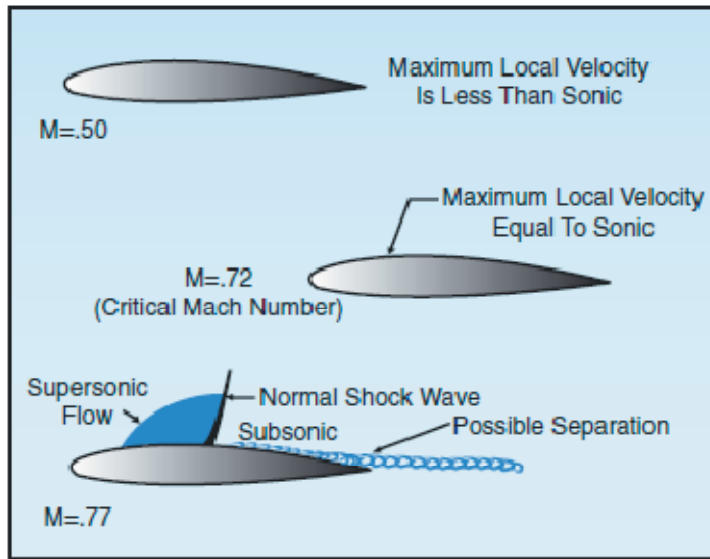 Maximum Local Velocity
Is Less Than Sonic
M=.50
Maximum Local Velocity
Equal To Sonic
M=.72
(Critical Mach Number)
Supersonic
Flow
Normal Shock Wave
Subsonic
Possible Separation
M=.77